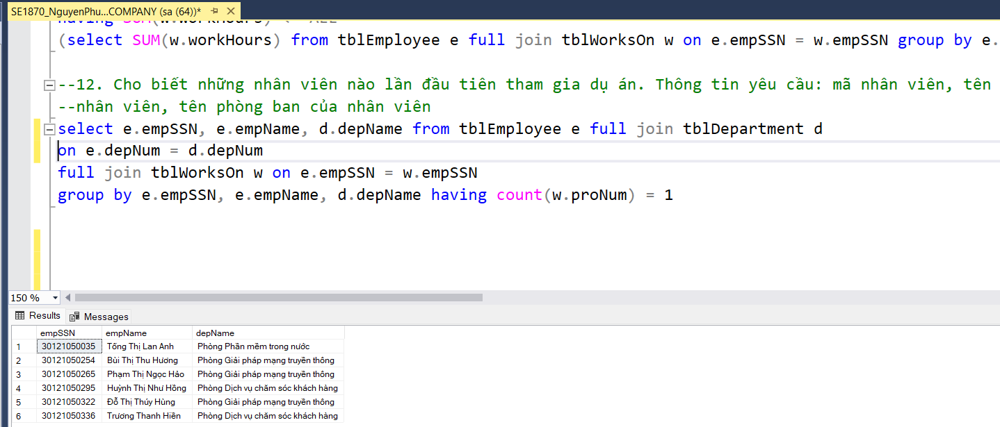 SE1870_NguyenPhu...COMPANY (sa (64))*
(select SUM(w.workHours) from tblEmployee e full join tblWorksOn w on e.empSSN = w.empSSN group by e.
--12. Cho biết những nhân viên nào lần đầu tiên tham gia dụ án. Thông tin yêu cầu: mã nhân viên, tên
--nhân viên, tên phòng ban của nhân viên
select e.empSSN, e.empName, d.depName from tblEmployee e full join tblDepartment d
on e.depNum = d.depNum
full join tblWorksOn w on e.empSSN = w.empSSN
group by e.empSSN, e.empName, d.depName having count(w.proNum) = 1
150 %
Results Messages
empSSN empName depName
1 30121050035 Tống Thị Lan Anh Phòng Phần mềm trong nước
2 30121050254 Bùi Thị Thu Hương Phòng Giải pháp mạng truyền thông
3 30121050265 Phạm Thị Ngọc Hảo Phòng Giải pháp mạng truyền thông
4 30121050295 Huỳnh Thị Như Hồng Phòng Dịch vụ chăm sóc khách hàng
5 30121050322 Đỗ Thị Thúy Hùng Phòng Giải pháp mạng truyền thông
6 30121050336 Trương Thanh Hiền Phòng Dịch vụ chăm sóc khách hàng